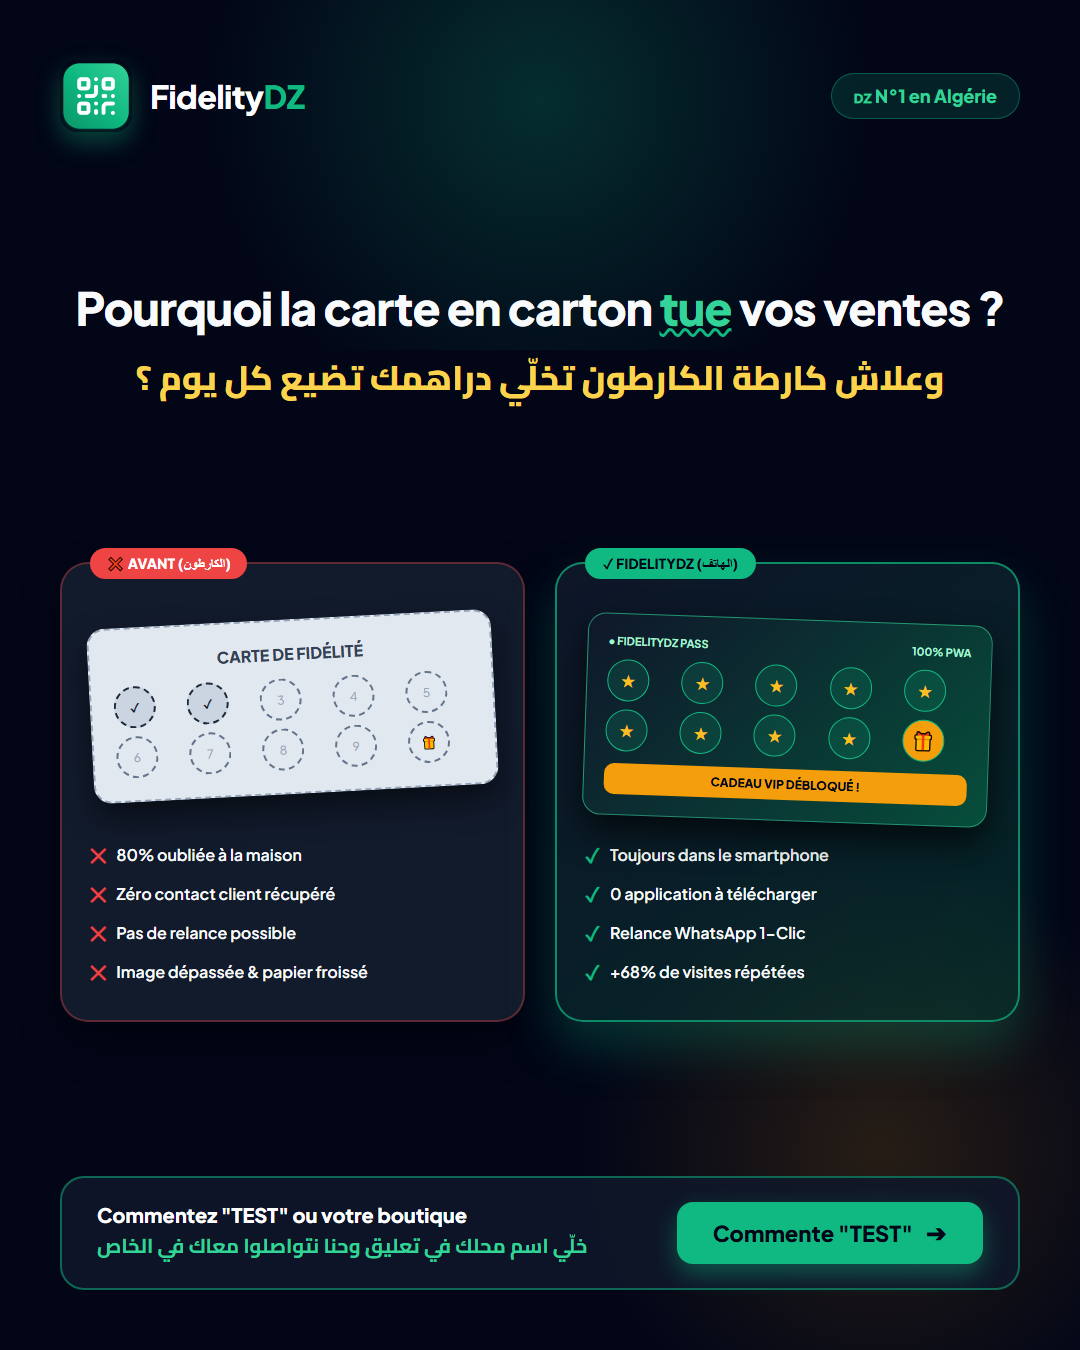 FidelityDZ
DZ N°1 en Algérie
Pourquoi la carte en carton tue vos ventes ?
وعلاش كارطة الكارطون تخلّي دراهمك تضيع كل يوم ؟
❌ AVANT (الكارطون)
CARTE DE FIDÉLITÉ
✓ ✓ 3 4 5
6 7 8 9 🎁
❌ 80% oubliée à la maison
❌ Zéro contact client récupéré
❌ Pas de relance possible
❌ Image dépassée & papier froissé
✓ FIDELITYDZ (الهاتف)
● FIDELITYDZ PASS 100% PWA
★ ★ ★ ★ ★
★ ★ ★ ★ 🎁
CADEAU VIP DÉBLOQUÉ !
✓ Toujours dans le smartphone
✓ 0 application à télécharger
✓ Relance WhatsApp 1-Clic
✓ +68% de visites répétées
Commentez "TEST" ou votre boutique
خلّي اسم محلك في تعليق وحنا نتواصلوا معاك في الخاص
Commente "TEST" ➔